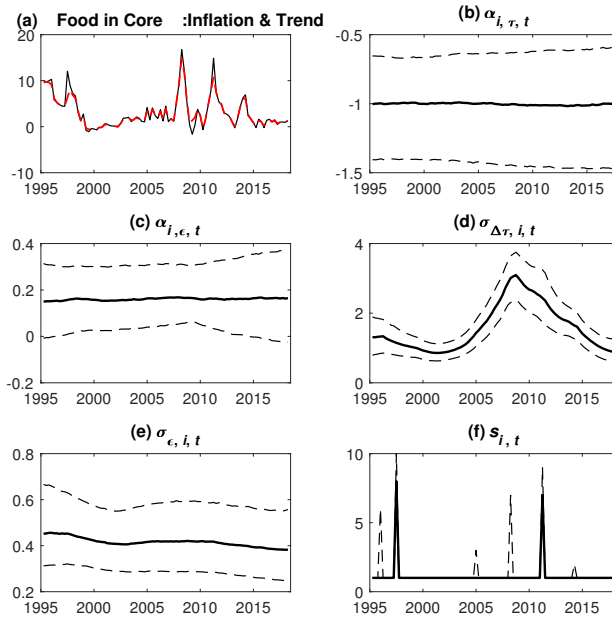 (a) Food in Core :Inflation & Trend
20
10
0
-10
1995 2000 2005 2010 2015
(b) α i, τ, t
-0.5
-1
-1.5
1995 2000 2005 2010 2015
(c) α i ,ϵ, t
0.4
0.2
0
-0.2
1995 2000 2005 2010 2015
(d) σ Δτ, i, t
4
2
0
1995 2000 2005 2010 2015
(e) σ ϵ, i, t
0.8
0.6
0.4
0.2
1995 2000 2005 2010 2015
(f) s i , t
10
5
0
1995 2000 2005 2010 2015